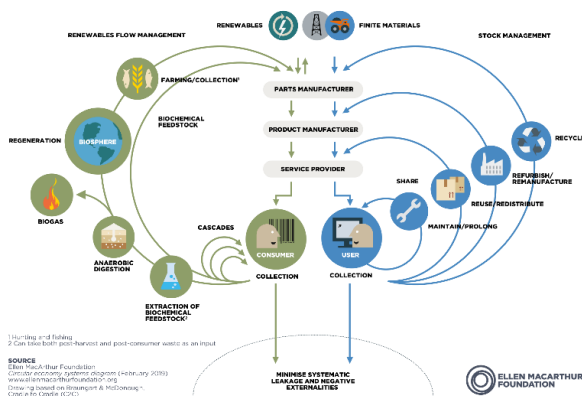 RENEWABLES
FINITE MATERIALS
RENEWABLES FLOW MANAGEMENT
STOCK MANAGEMENT
FARMING/COLLECTION1
PARTS MANUFACTURER
BIOCHEMICAL
FEEDSTOCK
PRODUCT MANUFACTURER
REGENERATION
BIOSPHERE
RECYCLE
SERVICE PROVIDER
SHARE
REFURBISH/
REMANUFACTURE
REUSE/REDISTRIBUTE
BIOGAS
MAINTAIN/PROLONG
CASCADES
CONSUMER
USER
ANAEROBIC
DIGESTION
COLLECTION
COLLECTION
EXTRACTION OF
BIOCHEMICAL
FEEDSTOCK2
1 Hunting and fishing
2 Can take both post-harvest and post-consumer waste as an input
SOURCE
Ellen MacArthur Foundation
Circular economy systems diagram (February 2019)
www.ellenmacarthurfoundation.org
Drawing based on Braungart & McDonough,
Cradle to Cradle (C2C)
MINIMISE SYSTEMATIC
LEAKAGE AND NEGATIVE
EXTERNALITIES
ELLEN MACARTHUR
FOUNDATION